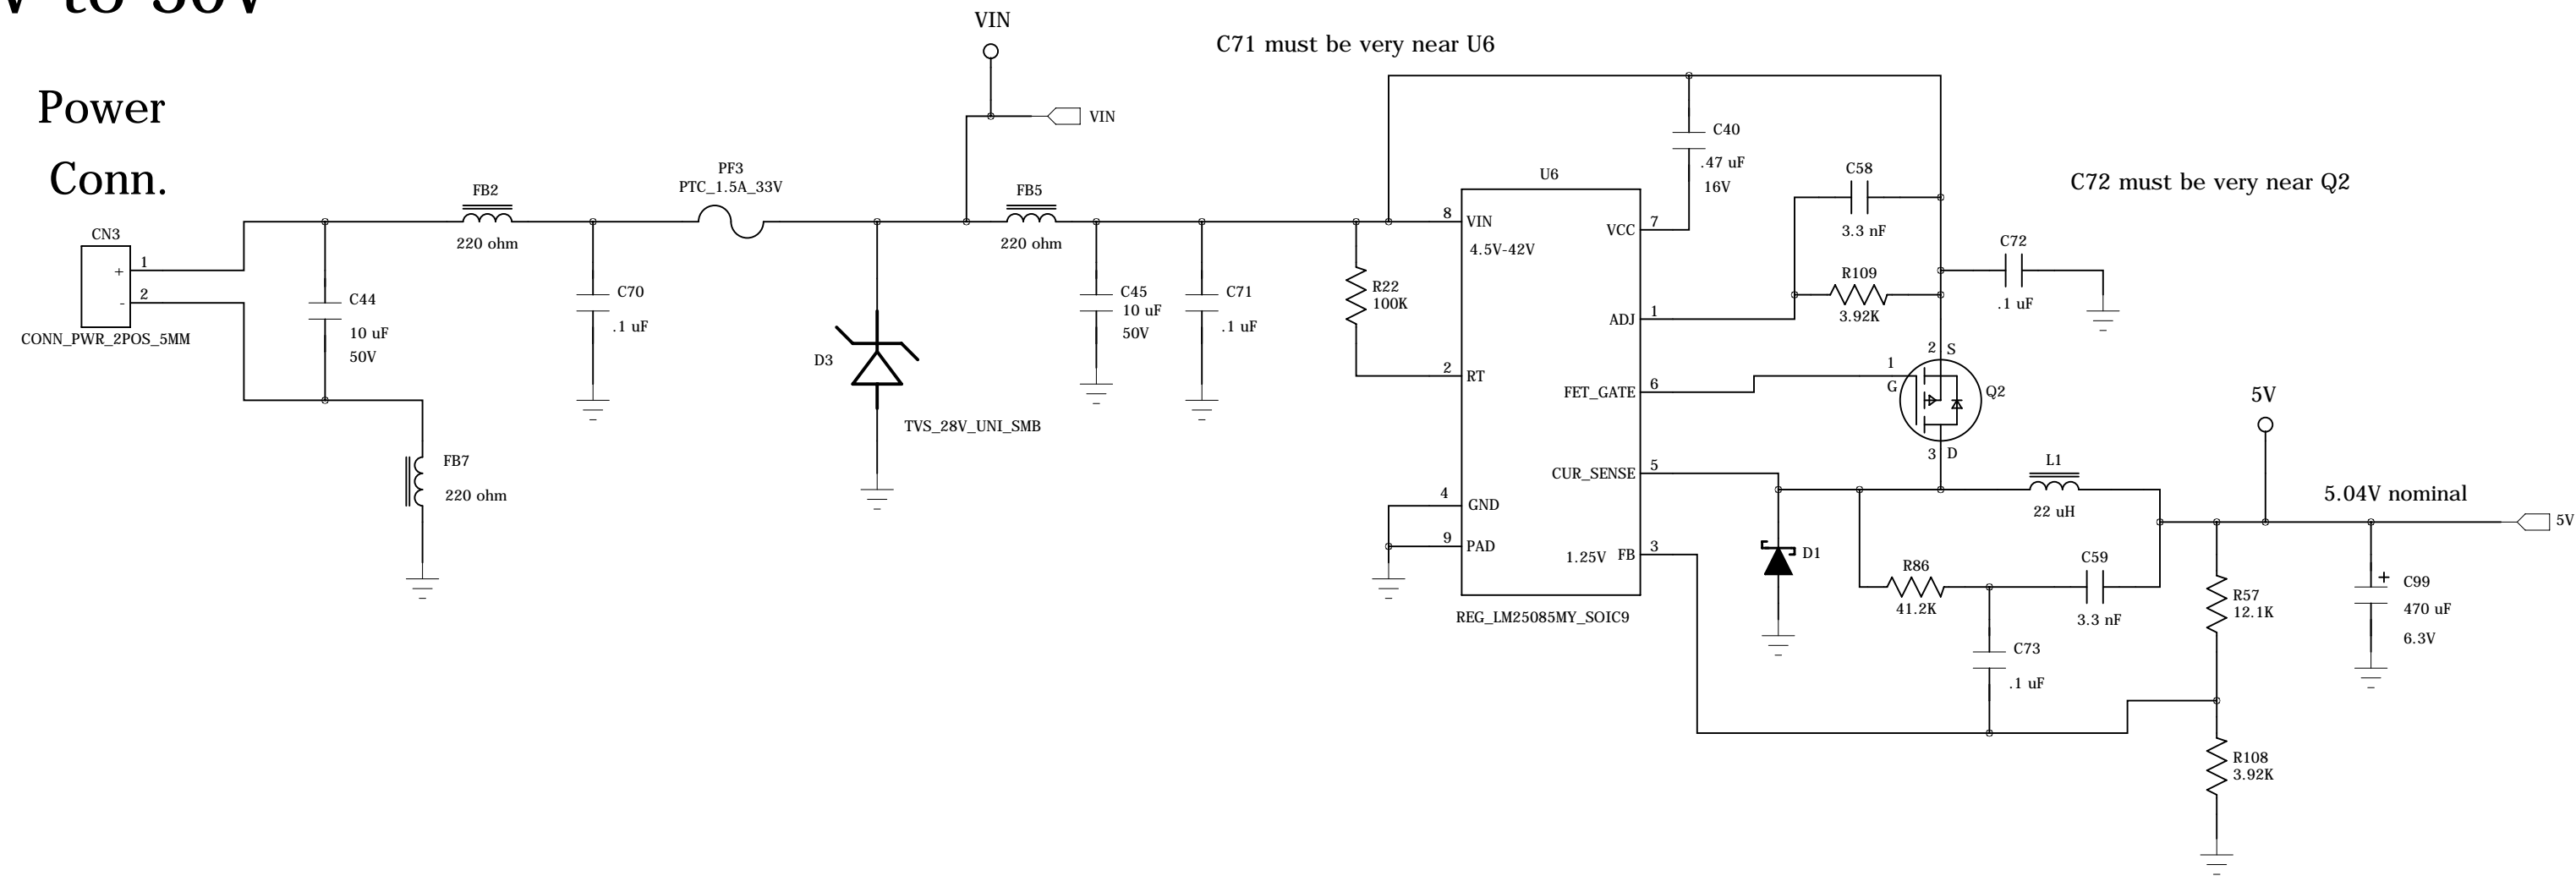 V to 30V
VIN
C71 must be very near U6
Power
Conn.
VIN
C40
.47 uF
16V
PF3
PTC_1.5A_33V
FB2
220 ohm
FB5
220 ohm
U6
C58
3.3 nF
C72 must be very near Q2
CN3
+
-
1
2
CONN_PWR_2POS_5MM
C44
10 uF
50V
C70
.1 uF
D3
TVS_28V_UNI_SMB
C45
10 uF
50V
C71
.1 uF
R22
100K
8
VIN
4.5V-42V
VCC
7
R109
3.92K
C72
.1 uF
ADJ
1
2
RT
FET_GATE
6
1
G
2
S
Q2
3
D
FB7
220 ohm
CUR_SENSE
5
4
GND
9
PAD
1.25V
FB
3
REG_LM25085MY_SOIC9
D1
L1
22 uH
5V
5.04V nominal
5V
R86
41.2K
C59
3.3 nF
R57
12.1K
+
C99
470 uF
6.3V
C73
.1 uF
R108
3.92K